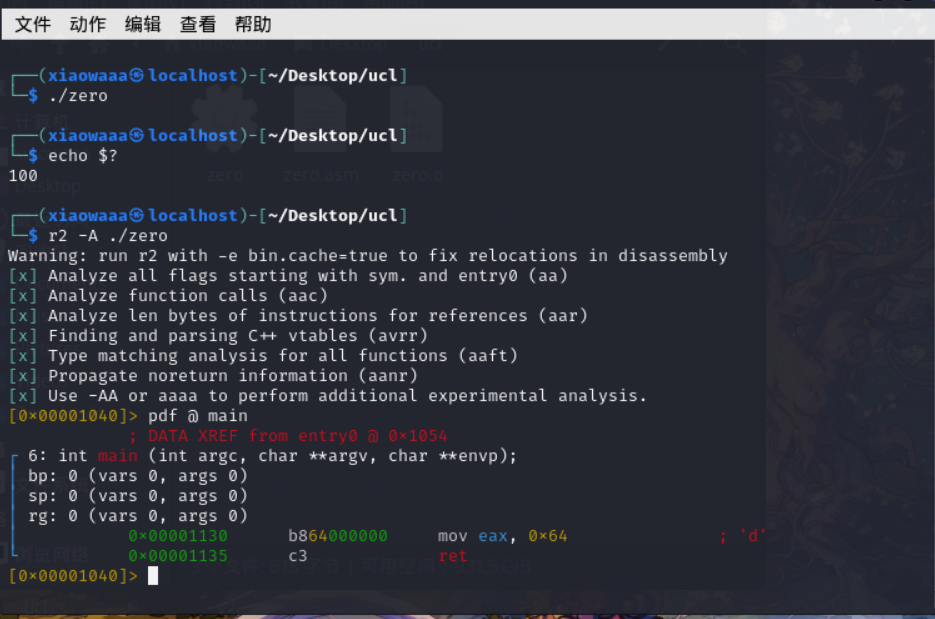 文件 动作 编辑 查看 帮助
┌──(xiaowaaa㉿localhost)-[~/Desktop/ucl]
└─$ ./zero
┌──(xiaowaaa㉿localhost)-[~/Desktop/ucl]
└─$ echo $?
100
┌──(xiaowaaa㉿localhost)-[~/Desktop/ucl]
└─$ r2 -A ./zero
Warning: run r2 with -e bin.cache=true to fix relocations in disassembly
[x] Analyze all flags starting with sym. and entry0 (aa)
[x] Analyze function calls (aac)
[x] Analyze len bytes of instructions for references (aar)
[x] Finding and parsing C++ vtables (avrr)
[x] Type matching analysis for all functions (aaft)
[x] Propagate noreturn information (aanr)
[x] Use -AA or aaaa to perform additional experimental analysis.
[0×00001040]> pdf @ main
; DATA XREF from entry0 @ 0×1054
┌ 6: int main (int argc, char **argv, char **envp);
│ bp: 0 (vars 0, args 0)
│ sp: 0 (vars 0, args 0)
│ rg: 0 (vars 0, args 0)
│ 0×00001130 b864000000 mov eax, 0×64 ; 'd'
└ 0×00001135 c3 ret
[0×00001040]>
zero zero.asm zero.o
Desktop